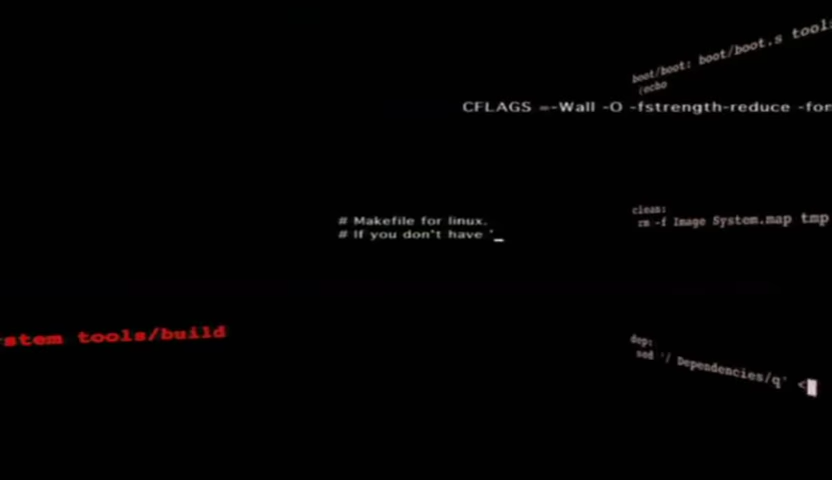 boot/boot: boot/boot.s tools
(echo
CFLAGS =-Wall -O -fstrength-reduce -fom
clean:
rm -f Image System.map tmp
# Makefile for linux.
# If you don't have '_
stem tools/build
dep:
sed '/ Dependencies/q' <